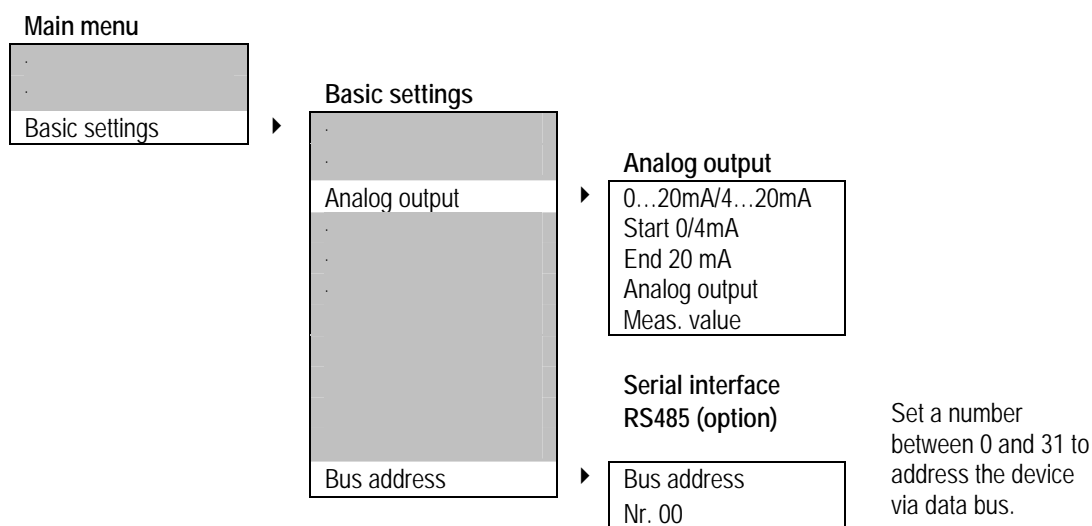 Main menu
.
.
Basic settings
Basic settings
.
.
Analog output
.
.
.
Bus address
Analog output
0…20mA/4…20mA
Start 0/4mA
End 20 mA
Analog output
Meas. value
Serial interface
RS485 (option)
Bus address
Nr. 00
Set a number
between 0 and 31 to
address the device
via data bus.